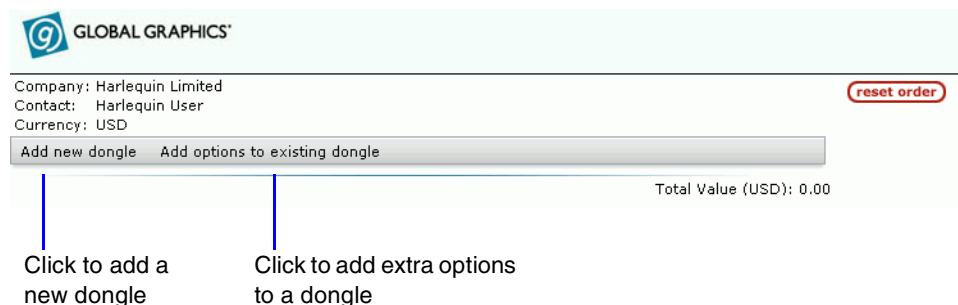 GLOBAL GRAPHICS
Company: Harlequin Limited
reset order
Contact: Harlequin User
Currency: USD
Add new dongle Add options to existing dongle
Total Value (USD): 0.00
Click to add a Click to add extra options
new dongle to a dongle